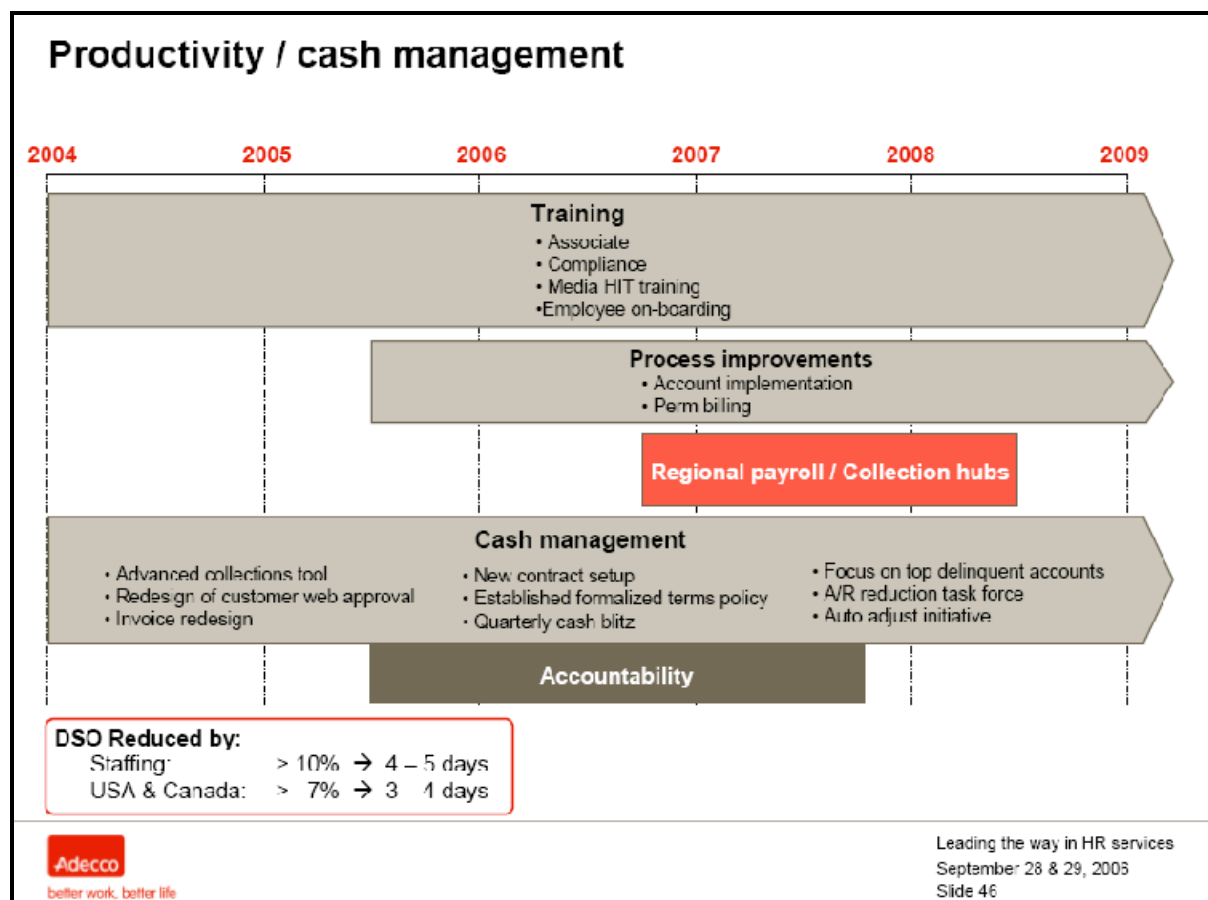 Productivity / cash management
2004 2005 2006 2007 2008 2009
Training
• Associate
• Compliance
• Media HIT training
•Employee on-boarding
Process improvements
• Account implementation
• Perm billing
Regional payroll / Collection hubs
Cash management
• Advanced collections tool
• Redesign of customer web approval
• Invoice redesign
• New contract setup
• Established formalized terms policy
• Quarterly cash blitz
• Focus on top delinquent accounts
• A/R reduction task force
• Auto adjust initiative
Accountability
DSO Reduced by:
Staffing: > 10% → 4 – 5 days
USA & Canada: > 7% → 3 4 days
Adecco
better work, better life
Leading the way in HR services
September 28 & 29, 2006
Slide 46